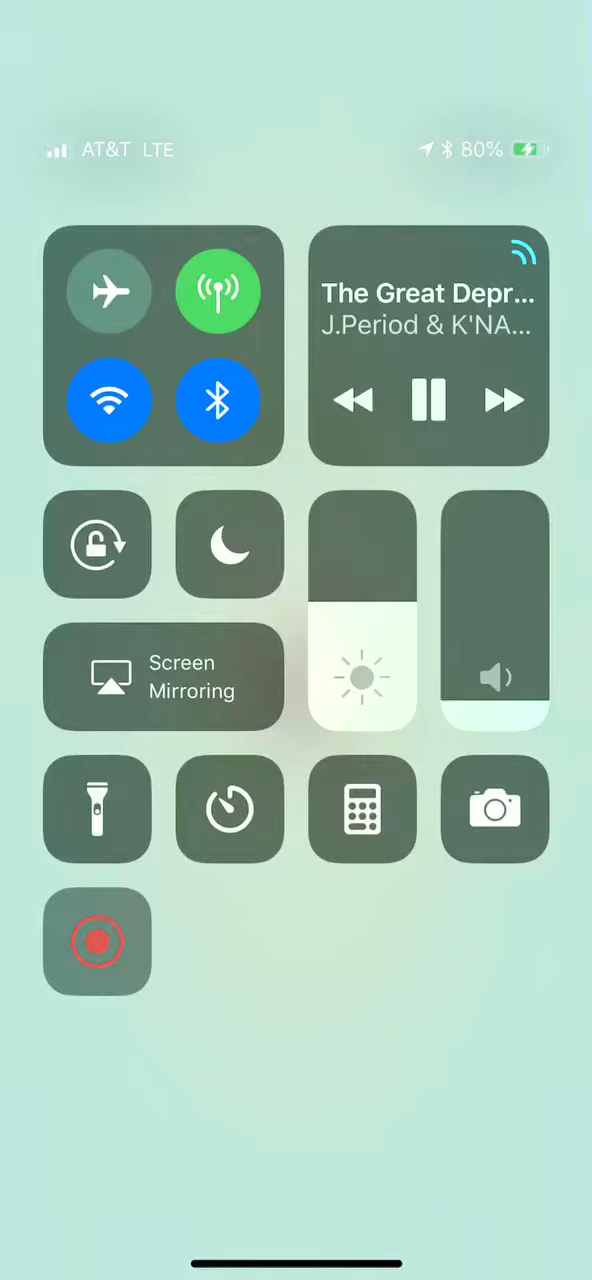 AT&T LTE
80%
The Great Depr...
J.Period & K'NA...
Screen
Mirroring